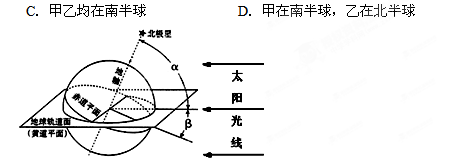 C. 甲乙均在南半球 D. 甲在南半球，乙在北半球
北极星
地轴
α
太
赤道平面
阳
β
光
地球轨道面
(黄道平面)
线